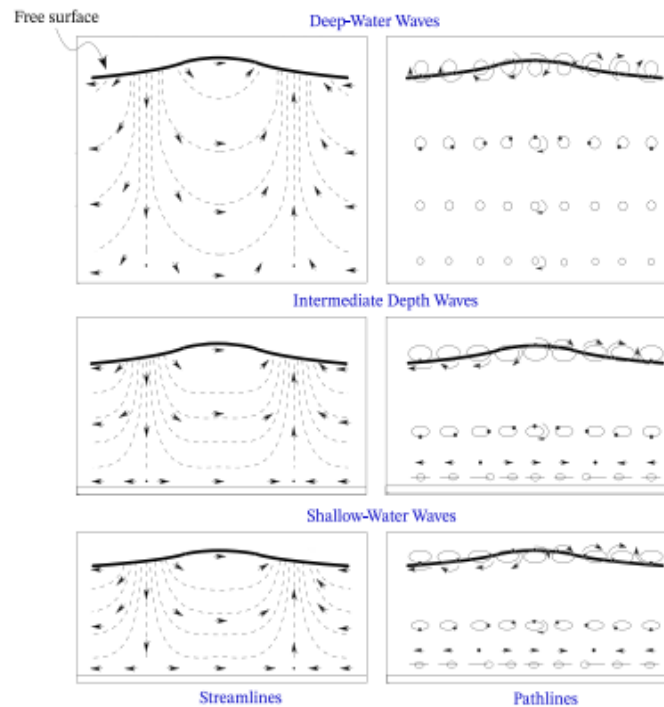 Free surface
Deep-Water Waves
Intermediate Depth Waves
Shallow-Water Waves
Streamlines
Pathlines